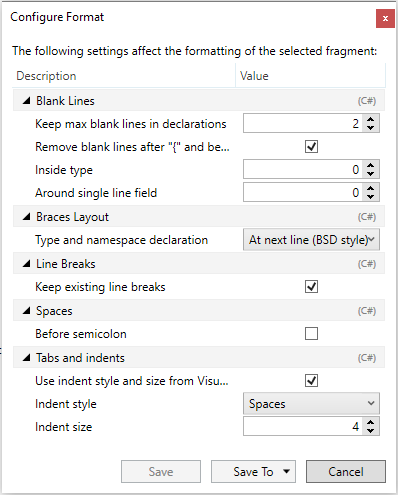 Configure Format
x
The following settings affect the formatting of the selected fragment:
Description Value
Blank Lines (C#)
Keep max blank lines in declarations 2
Remove blank lines after "{" and be...
Inside type 0
Around single line field 0
Braces Layout (C#)
Type and namespace declaration At next line (BSD style)
Line Breaks (C#)
Keep existing line breaks
Spaces (C#)
Before semicolon
Tabs and indents (C#)
Use indent style and size from Visu...
Indent style Spaces
Indent size 4
Save Save To Cancel